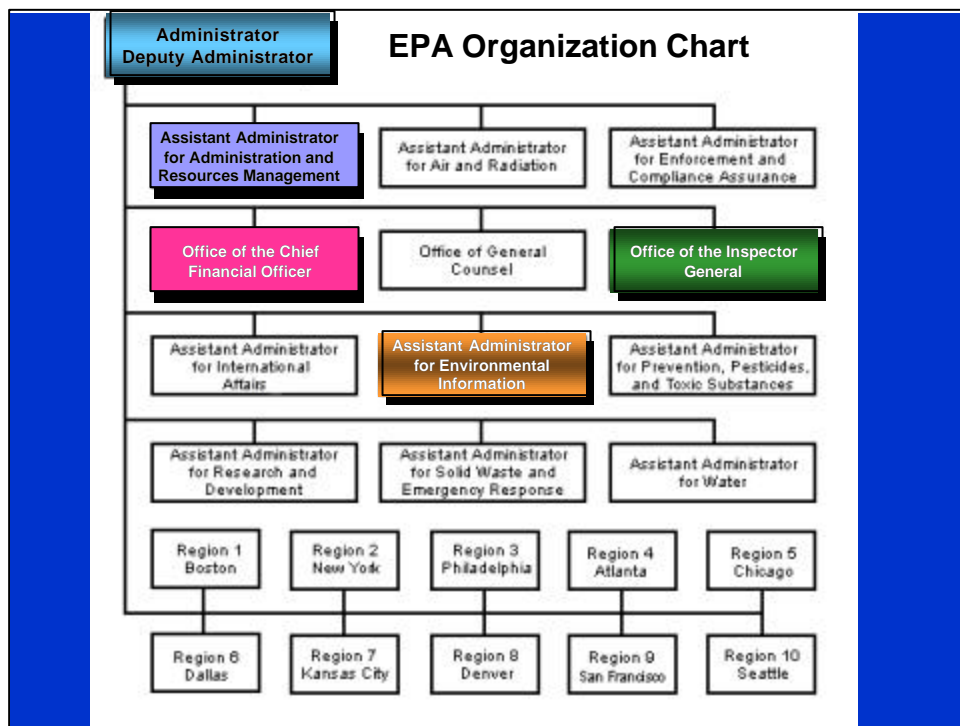 Administrator
Deputy Administrator
EPA Organization Chart
Assistant Administrator
for Administration and
Resources Management
Assistant Administrator
for Air and Radiation
Assistant Administrator
for Enforcement and
Compliance Assurance
Office of the Chief
Financial Officer
Office of General
Counsel
Office of the Inspector
General
Assistant Administrator
for International
Affairs
Assistant Administrator
for Environmental
Information
Assistant Administrator
for Prevention, Pesticides,
and Toxic Substances
Assistant Administrator
for Research and
Development
Assistant Administrator
for Solid Waste and
Emergency Response
Assistant Administrator
for Water
Region 1
Boston
Region 2
New York
Region 3
Philadelphia
Region 4
Atlanta
Region 5
Chicago
Region 6
Dallas
Region 7
Kansas City
Region 8
Denver
Region 9
San Francisco
Region 10
Seattle